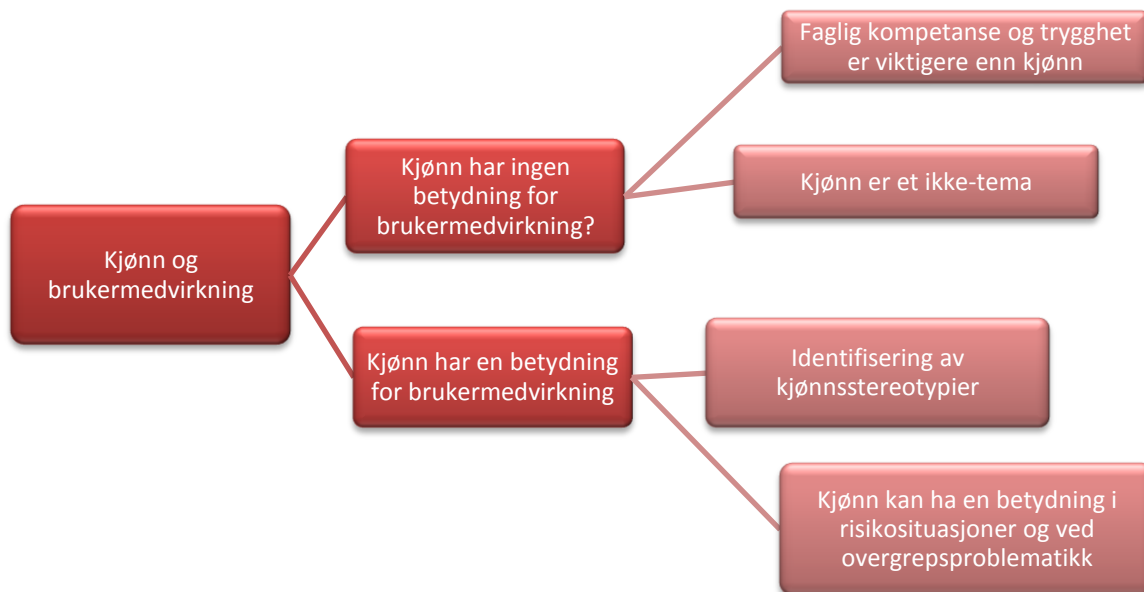 Kjønn og
brukermedvirkning
Kjønn har ingen
betydning for
brukermedvirkning?
Faglig kompetanse og trygghet
er viktigere enn kjønn
Kjønn er et ikke-tema
Kjønn har en betydning
for brukermedvirkning
Identifisering av
kjønnsstereotypier
Kjønn kan ha en betydning i
risikosituasjoner og ved
overgrepsproblematikk